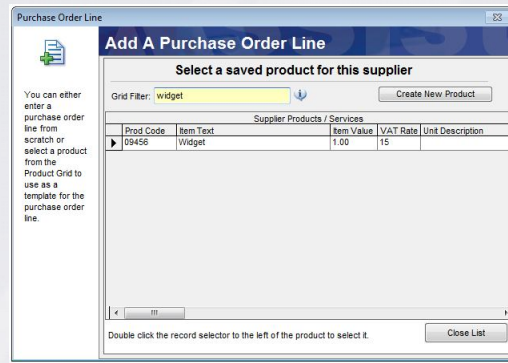 Purchase Order Line
Add A Purchase Order Line
You can either
enter a
purchase order
line from
scratch or
select a product
from the
Product Grid to
use as a
template for the
purchase order
line.
Select a saved product for this supplier
Grid Filter: widget
Create New Product
Supplier Products / Services
Prod Code Item Text Item Value VAT Rate Unit Description
09456 Widget 1.00 15
Double click the record selector to the left of the product to select it.
Close List